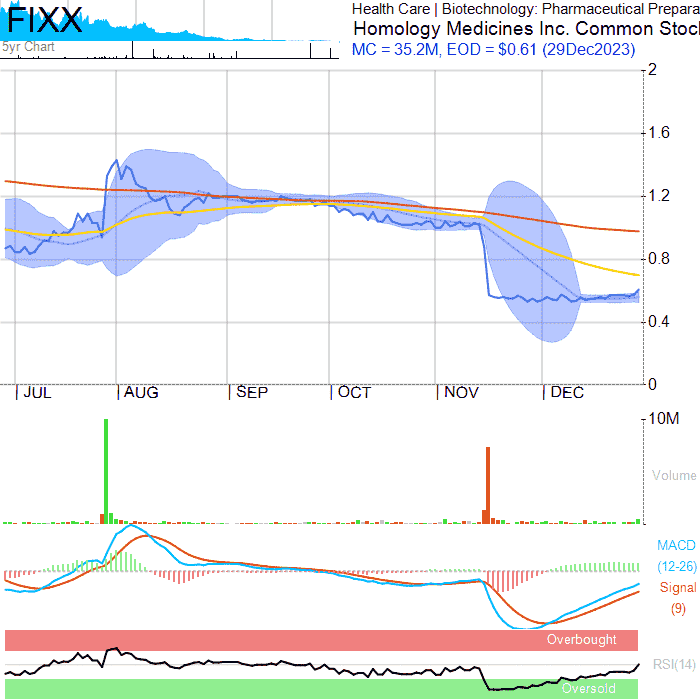 FIXX
Health Care | Biotechnology: Pharmaceutical Prepara
Homology Medicines Inc. Common Stoc
5yr Chart
MC = 35.2M, EOD = $0.61 (29Dec2023)
2
1.6
1.2
0.8
0.4
0
JUL AUG SEP OCT NOV DEC
10M
Volume
MACD
(12-26)
Signal
(9)
Overbought
RSI(14)
Oversold